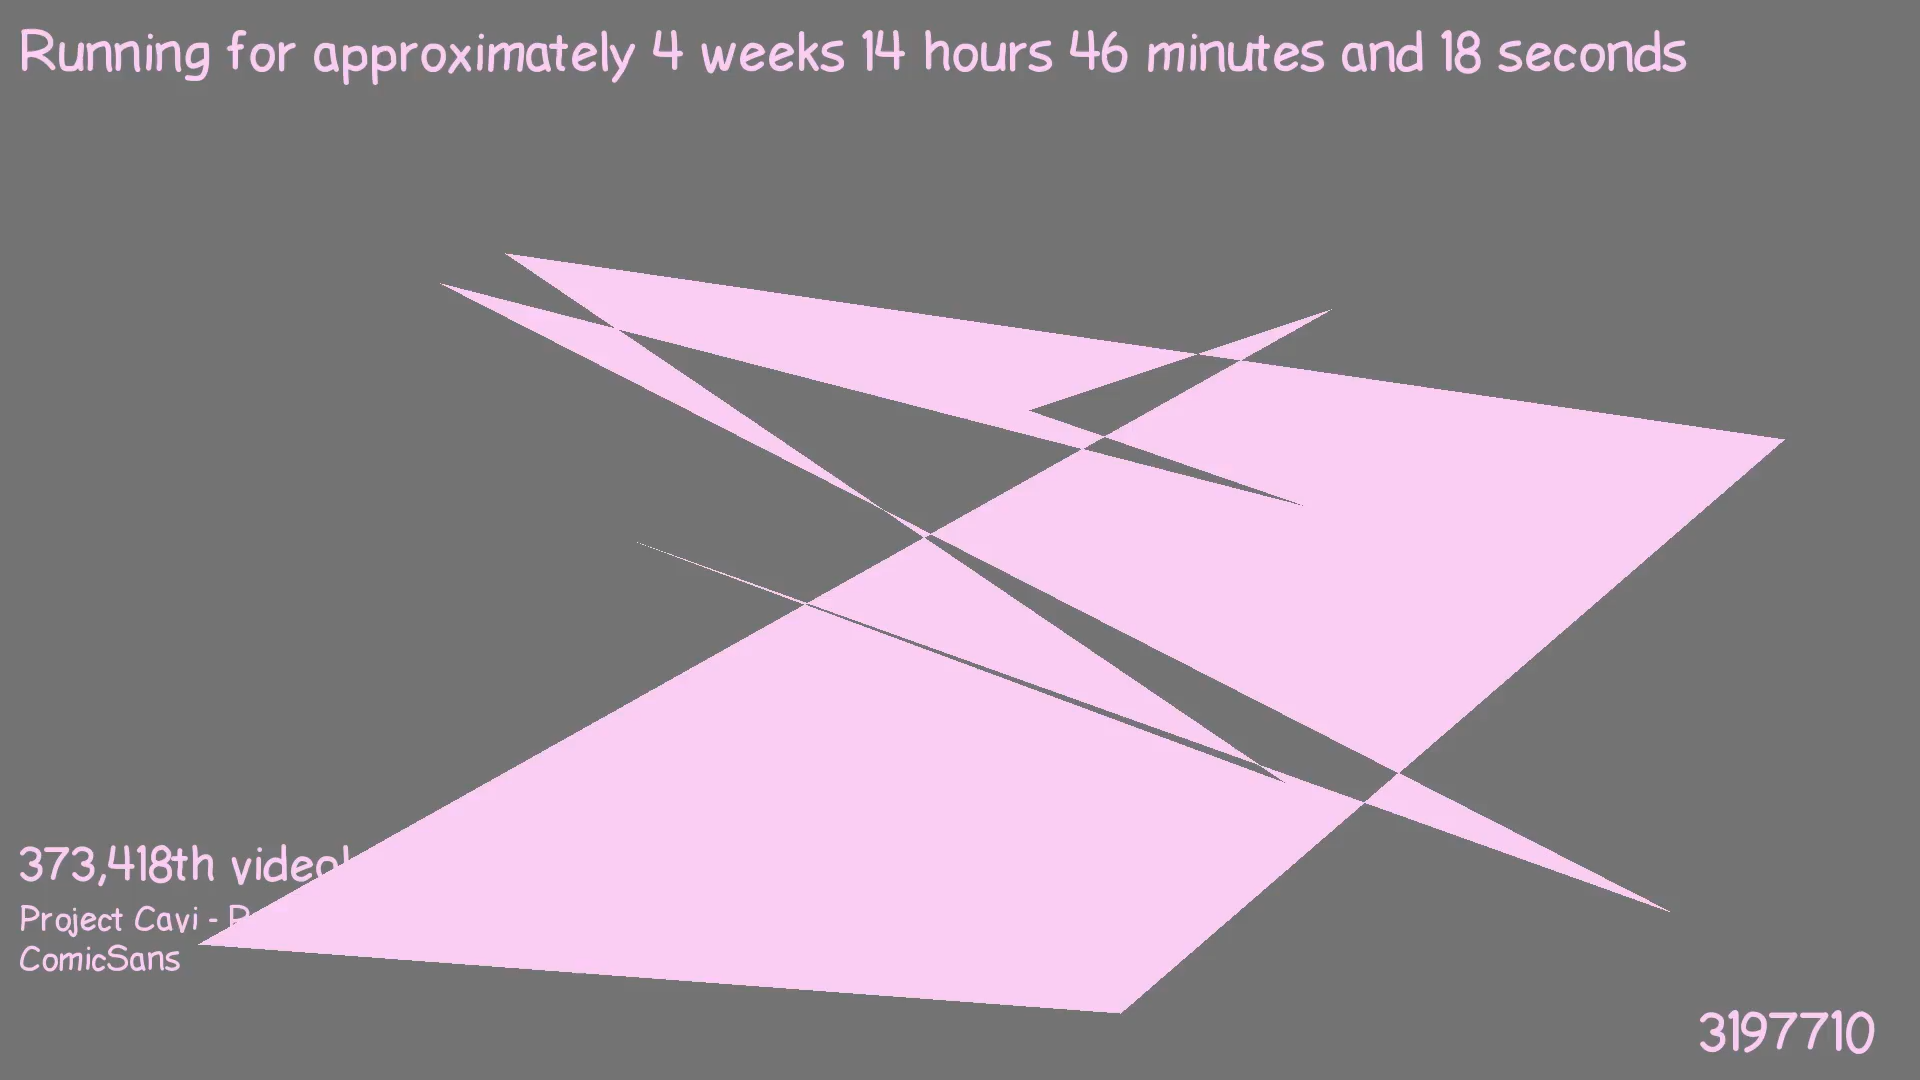 Running for approximately 4 weeks 14 hours 46 minutes and 18 seconds
373,418th video!
Project Cavi -
ComicSans
3197710